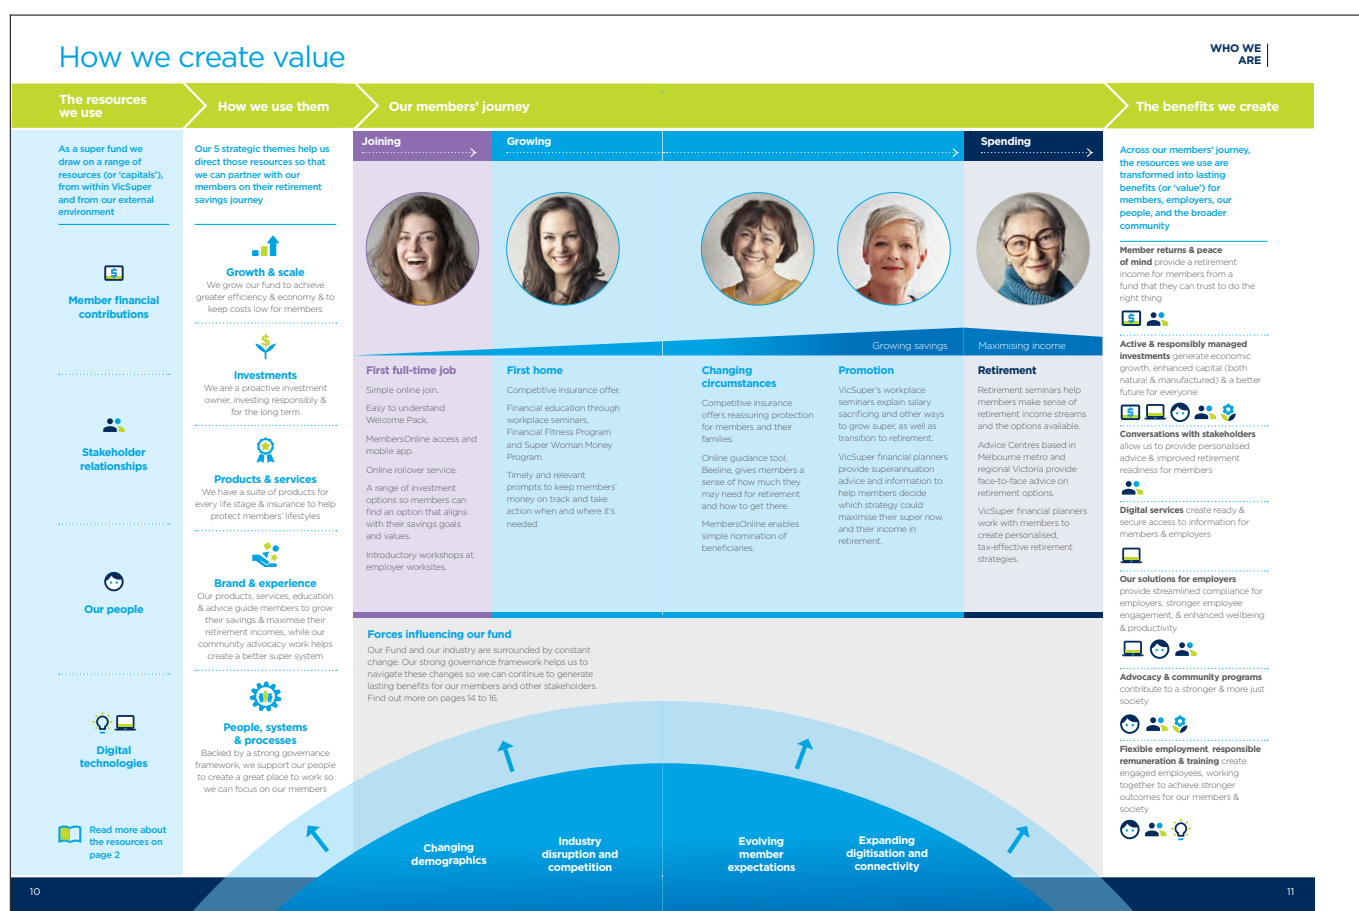 How we create value
WHO WE
ARE
The resources
we use
How we use them
Our members’ journey
The benefits we create
As a super fund we
draw on a range of
resources (or ‘capitals’),
from within VicSuper
and from our external
environment
Member financial
contributions
Stakeholder
relationships
Our people
Digital
technologies
Read more about
the resources on
page 2
Our 5 strategic themes help us
direct those resources so that
we can partner with our
members on their retirement
savings journey
Growth & scale
We grow our fund to achieve
greater efficiency & economy & to
keep costs low for members
Investments
We are a proactive investment
owner, investing responsibly &
for the long term
Products & services
We have a suite of products for
every life stage & insurance to help
protect members’ lifestyles
Brand & experience
Our products, services, education
& advice guide members to grow
their savings & maximise their
retirement incomes, while our
community advocacy work helps
create a better super system
People, systems
& processes
Backed by a strong governance
framework, we support our people
to create a great place to work so
we can focus on our members
Joining
Growing
Spending
Growing savings
Maximising income
First full-time job
Simple online join.
Easy to understand
Welcome Pack.
MembersOnline access and
mobile app.
Online rollover service.
A range of investment
options so members can
find an option that aligns
with their savings goals
and values.
Introductory workshops at
employer worksites.
First home
Competitive insurance offer.
Financial education through
workplace seminars,
Financial Fitness Program
and Super Woman Money
Program.
Timely and relevant
prompts to keep members’
money on track and take
action when and where it’s
needed.
Changing
circumstances
Competitive insurance
offers reassuring protection
for members and their
families.
Online guidance tool,
Beeline, gives members a
sense of how much they
may need for retirement
and how to get there.
MembersOnline enables
simple nomination of
beneficiaries.
Promotion
VicSuper’s workplace
seminars explain salary
sacrificing and other ways
to grow super, as well as
transition to retirement.
VicSuper financial planners
provide superannuation
advice and information to
help members decide
which strategy could
maximise their super now,
and their income in
retirement.
Retirement
Retirement seminars help
members make sense of
retirement income streams
and the options available.
Advice Centres based in
Melbourne metro and
regional Victoria provide
face-to-face advice on
retirement options.
VicSuper financial planners
work with members to
create personalised,
tax-effective retirement
strategies.
Forces influencing our fund
Our Fund and our industry are surrounded by constant
change. Our strong governance framework helps us to
navigate these changes so we can continue to generate
lasting benefits for our members and other stakeholders.
Find out more on pages 14 to 16.
Changing
demographics
Industry
disruption and
competition
Evolving
member
expectations
Expanding
digitisation and
connectivity
Across our members’ journey,
the resources we use are
transformed into lasting
benefits (or ‘value’) for
members, employers, our
people, and the broader
community
Member returns & peace
of mind provide a retirement
income for members from a
fund that they can trust to do the
right thing
Active & responsibly managed
investments generate economic
growth, enhanced capital (both
natural & manufactured) & a better
future for everyone
Conversations with stakeholders
allow us to provide personalised
advice & improved retirement
readiness for members
Digital services create ready &
secure access to information for
members & employers
Our solutions for employers
provide streamlined compliance for
employers, stronger employee
engagement, & enhanced wellbeing
& productivity
Advocacy & community programs
contribute to a stronger & more just
society
Flexible employment, responsible
remuneration & training create
engaged employees, working
together to achieve stronger
outcomes for our members &
society
10
11